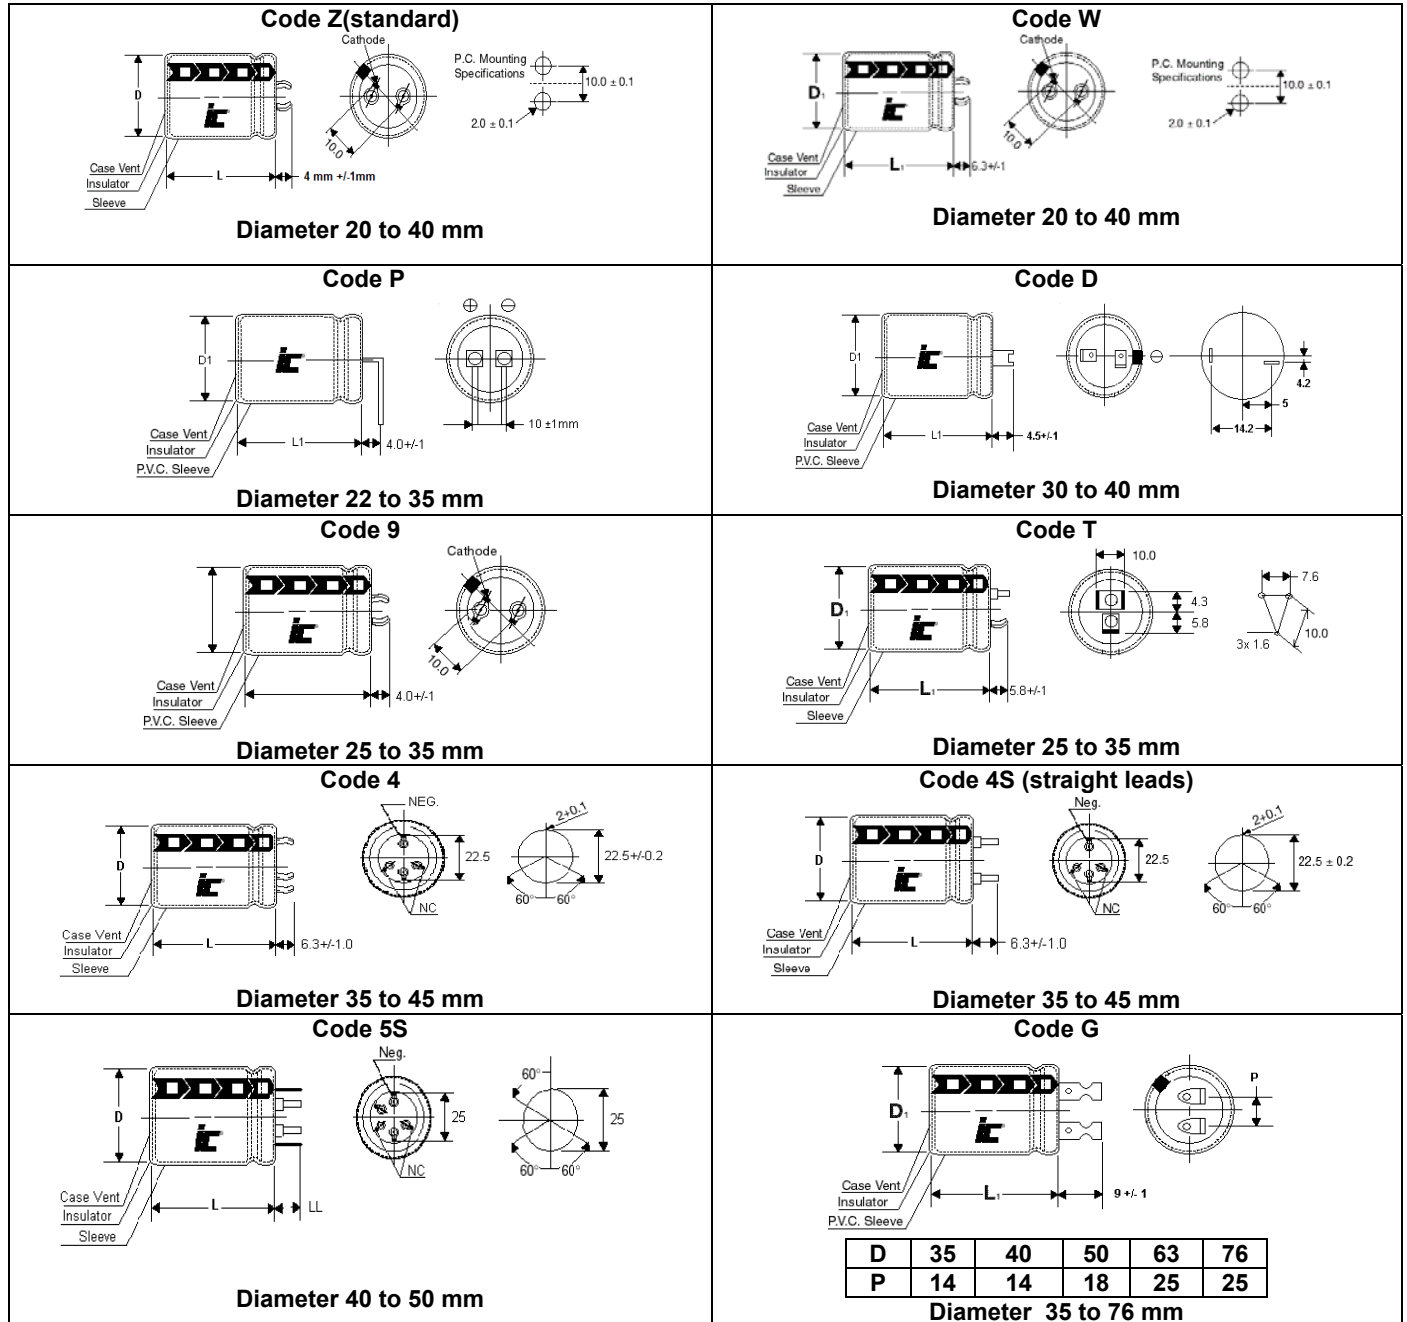 Code Z(standard)
Cathode
P.C. Mounting
Specifications
D
10.0 ± 0.1
2.0 ± 0.1
10.0
iC
Case Vent
Insulator
Sleeve
L
4 mm +/-1mm
Diameter 20 to 40 mm
Code W
Cathode
P.C. Mounting
Specifications
D1
10.0 ± 0.1
2.0 ± 0.1
10.0
iC
Case Vent
Insulator
Sleeve
L1
6.3+/-1
Diameter 20 to 40 mm
Code P
⊕ ⊖
D1
iC
10 ±1mm
Case Vent
Insulator
P.V.C. Sleeve
L1
4.0+/-1
Diameter 22 to 35 mm
Code D
D1
iC
⊖
4.2
5
14.2
Case Vent
Insulator
P.V.C. Sleeve
L1
4.5+/-1
Diameter 30 to 40 mm
Code 9
Cathode
iC
10.0
Case Vent
Insulator
P.V.C. Sleeve
4.0+/-1
Diameter 25 to 35 mm
Code T
10.0
7.6
D1
4.3
5.8
10.0
3x 1.6
iC
Case Vent
Insulator
Sleeve
L1
5.8+/-1
Diameter 25 to 35 mm
Code 4
NEG.
2+0.1
D
22.5
22.5+/-0.2
iC
60° 60°
NC
Case Vent
Insulator
Sleeve
L
6.3+/-1.0
Diameter 35 to 45 mm
Code 4S (straight leads)
Neg.
2+0.1
D
22.5
22.5 ± 0.2
iC
60° 60°
NC
Case Vent
Insulator
Sleeve
L
6.3+/-1.0
Diameter 35 to 45 mm
Code 5S
Neg.
60°
D
25
25
iC
60° 60°
NC
Case Vent
Insulator
Sleeve
L
LL
Diameter 40 to 50 mm
Code G
P
D1
iC
Case Vent
Insulator
P.V.C. Sleeve
L1
9 +/- 1
D 35 40 50 63 76
P 14 14 18 25 25
Diameter 35 to 76 mm